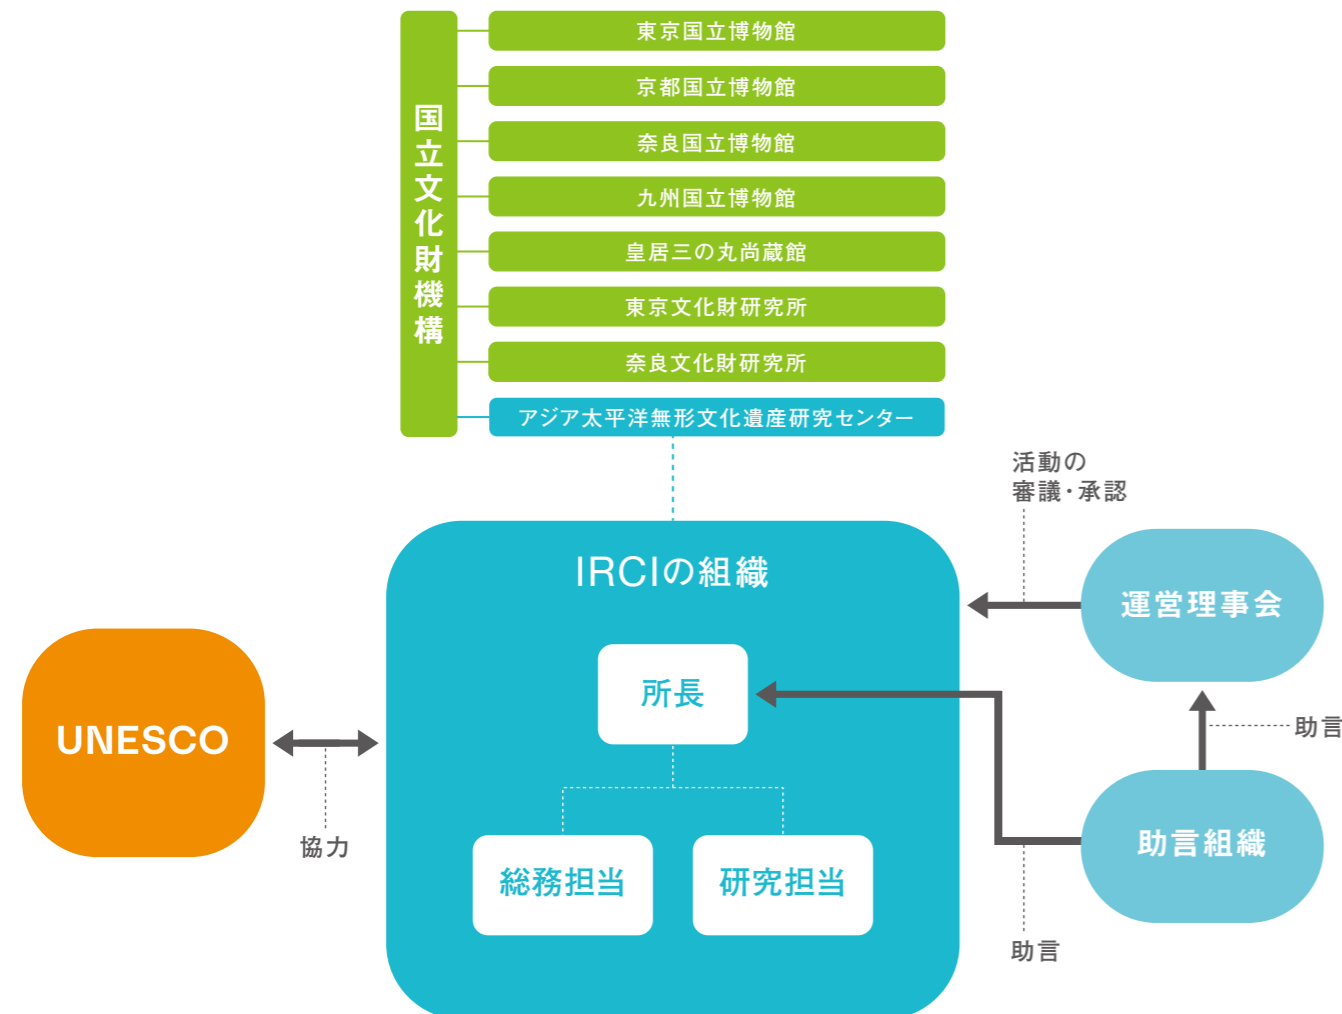 国立文化財機構
東京国立博物館
京都国立博物館
奈良国立博物館
九州国立博物館
皇居三の丸尚蔵館
東京文化財研究所
奈良文化財研究所
アジア太平洋無形文化遺産研究センター
活動の
審議・承認
IRCIの組織
運営理事会
所長
UNESCO
助言
協力
助言組織
総務担当
研究担当
助言